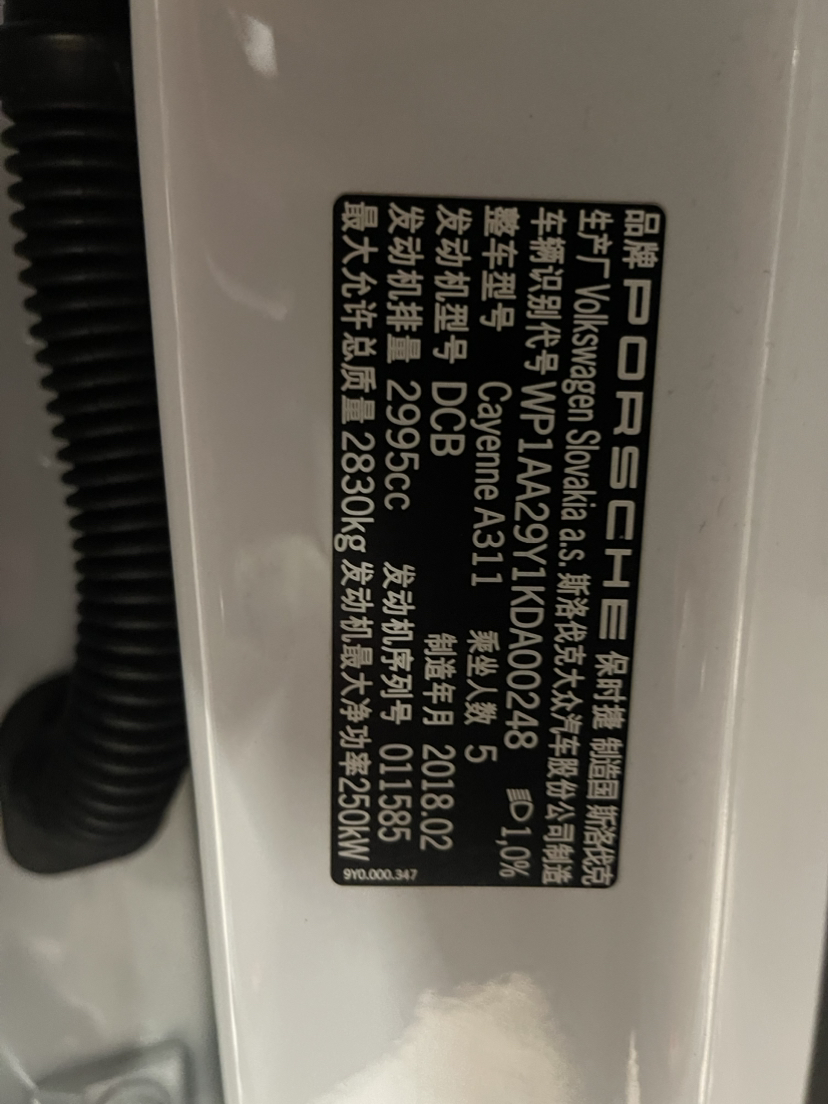 品牌 PORSCHE 保时捷 制造国 斯洛伐克
生产厂 Volkswagen Slovakia a.s. 斯洛伐克大众汽车股份公司制造
车辆识别代号 WP1AA29Y1KDA00248 1,0%
整车型号 Cayenne A311 乘坐人数 5
发动机型号 DCB 制造年月 2018.02
发动机排量 2995cc 发动机序列号 011585
最大允许总质量 2830kg 发动机最大净功率250kW
9Y0.000.347